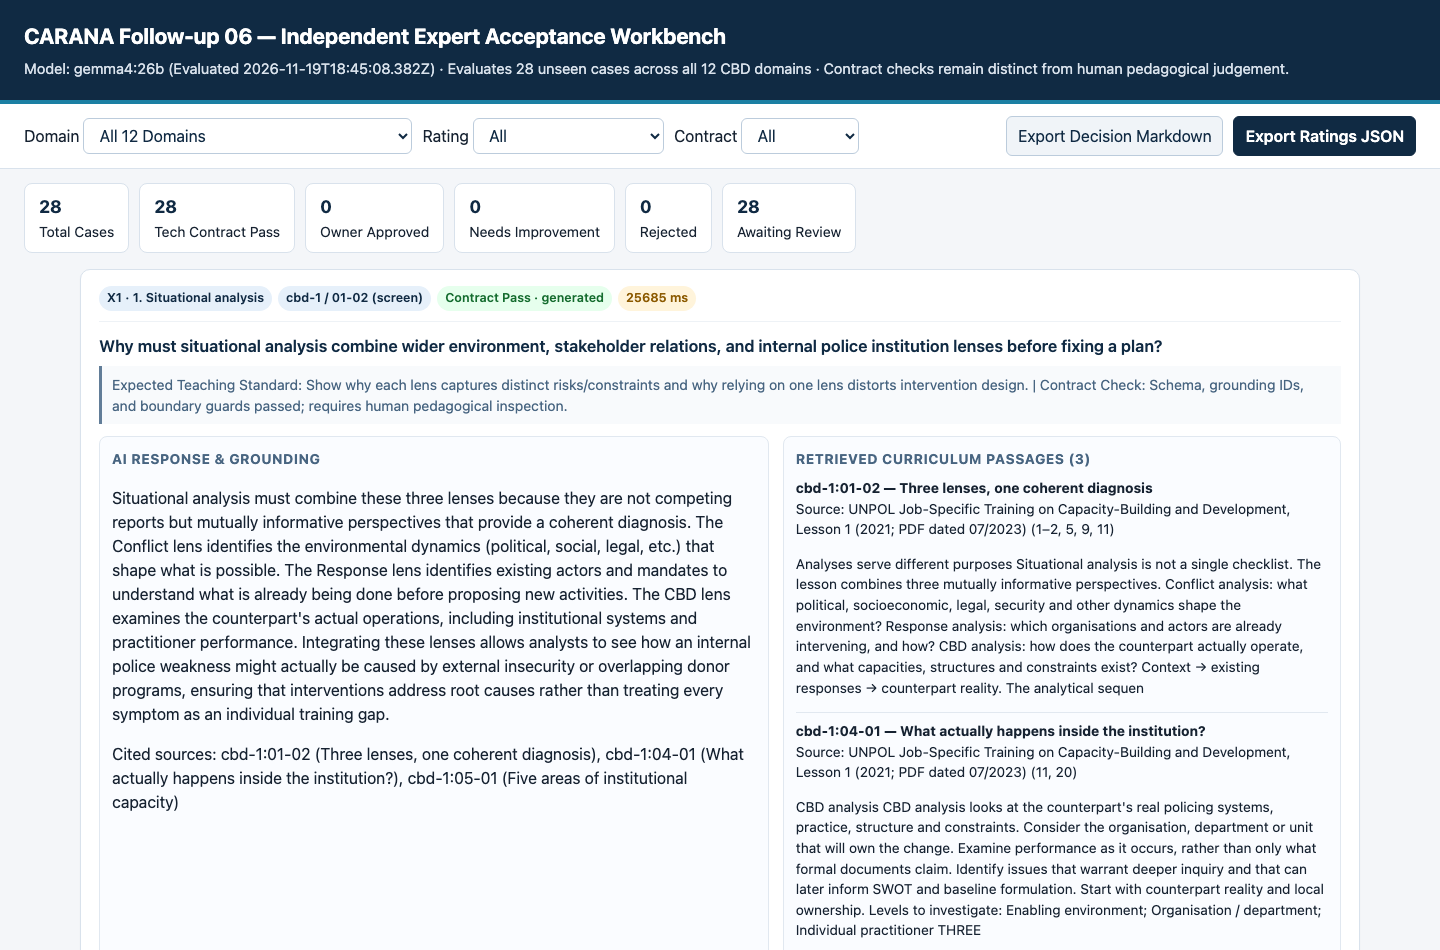 CARANA Follow-up 06 — Independent Expert Acceptance Workbench
Model: gemma4:26b (Evaluated 2026-11-19T18:45:08.382Z) · Evaluates 28 unseen cases across all 12 CBD domains · Contract checks remain distinct from human pedagogical judgement.
Domain All 12 Domains Rating All Contract All Export Decision Markdown Export Ratings JSON
28 28 0 0 0 28
Total Cases Tech Contract Pass Owner Approved Needs Improvement Rejected Awaiting Review
X1 · 1. Situational analysis cbd-1 / 01-02 (screen) Contract Pass · generated 25685 ms
Why must situational analysis combine wider environment, stakeholder relations, and internal police institution lenses before fixing a plan?
Expected Teaching Standard: Show why each lens captures distinct risks/constraints and why relying on one lens distorts intervention design. | Contract Check: Schema, grounding IDs,
and boundary guards passed; requires human pedagogical inspection.
AI RESPONSE & GROUNDING
Situational analysis must combine these three lenses because they are not competing
reports but mutually informative perspectives that provide a coherent diagnosis. The
Conflict lens identifies the environmental dynamics (political, social, legal, etc.) that
shape what is possible. The Response lens identifies existing actors and mandates to
understand what is already being done before proposing new activities. The CBD lens
examines the counterpart's actual operations, including institutional systems and
practitioner performance. Integrating these lenses allows analysts to see how an internal
police weakness might actually be caused by external insecurity or overlapping donor
programs, ensuring that interventions address root causes rather than treating every
symptom as an individual training gap.
Cited sources: cbd-1:01-02 (Three lenses, one coherent diagnosis), cbd-1:04-01 (What
actually happens inside the institution?), cbd-1:05-01 (Five areas of institutional
capacity)
RETRIEVED CURRICULUM PASSAGES (3)
cbd-1:01-02 — Three lenses, one coherent diagnosis
Source: UNPOL Job-Specific Training on Capacity-Building and Development,
Lesson 1 (2021; PDF dated 07/2023) (1–2, 5, 9, 11)
Analyses serve different purposes Situational analysis is not a single checklist. The
lesson combines three mutually informative perspectives. Conflict analysis: what
political, socioeconomic, legal, security and other dynamics shape the
environment? Response analysis: which organisations and actors are already
intervening, and how? CBD analysis: how does the counterpart actually operate,
and what capacities, structures and constraints exist? Context → existing
responses → counterpart reality. The analytical sequen
cbd-1:04-01 — What actually happens inside the institution?
Source: UNPOL Job-Specific Training on Capacity-Building and Development,
Lesson 1 (2021; PDF dated 07/2023) (11, 20)
CBD analysis CBD analysis looks at the counterpart's real policing systems,
practice, structure and constraints. Consider the organisation, department or unit
that will own the change. Examine performance as it occurs, rather than only what
formal documents claim. Identify issues that warrant deeper inquiry and that can
later inform SWOT and baseline formulation. Start with counterpart reality and local
ownership. Levels to investigate: Enabling environment; Organisation / department;
Individual practitioner THREE